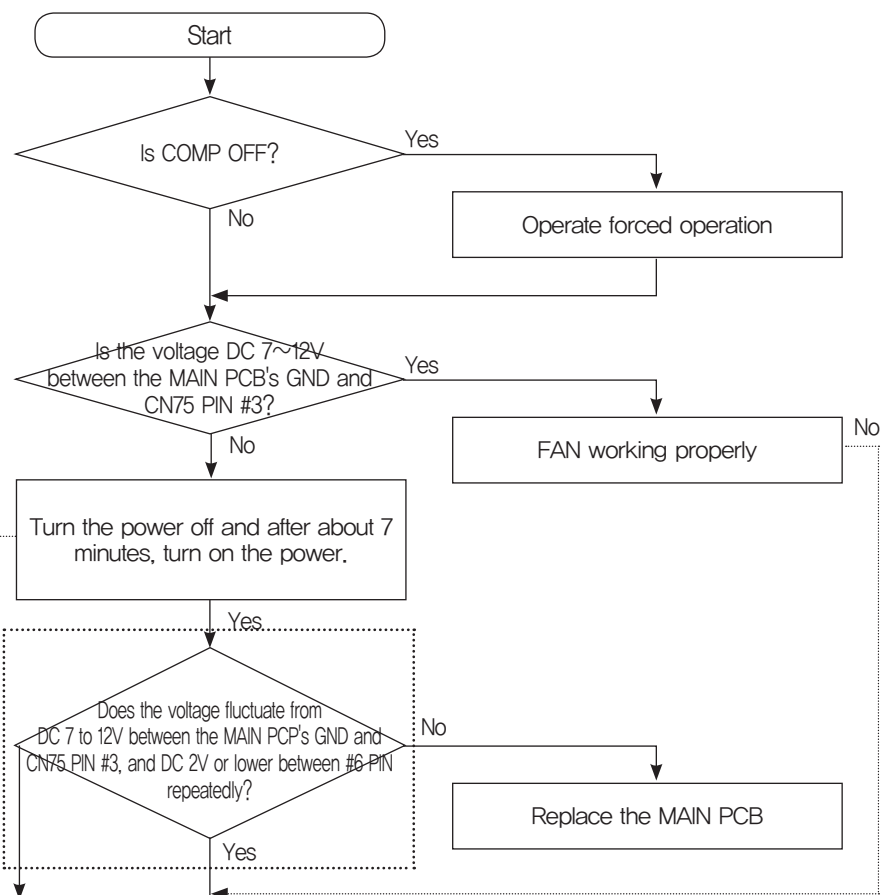 Start
Is COMP OFF?
Yes
No
Operate forced operation
Is the voltage DC 7~12V
between the MAIN PCB's GND and
CN75 PIN #3?
Yes
No
FAN working properly
No
Turn the power off and after about 7
minutes, turn on the power.
Yes
Does the voltage fluctuate from
DC 7 to 12V between the MAIN PCP's GND and
CN75 PIN #3, and DC 2V or lower between #6 PIN
repeatedly?
No
Replace the MAIN PCB
Yes